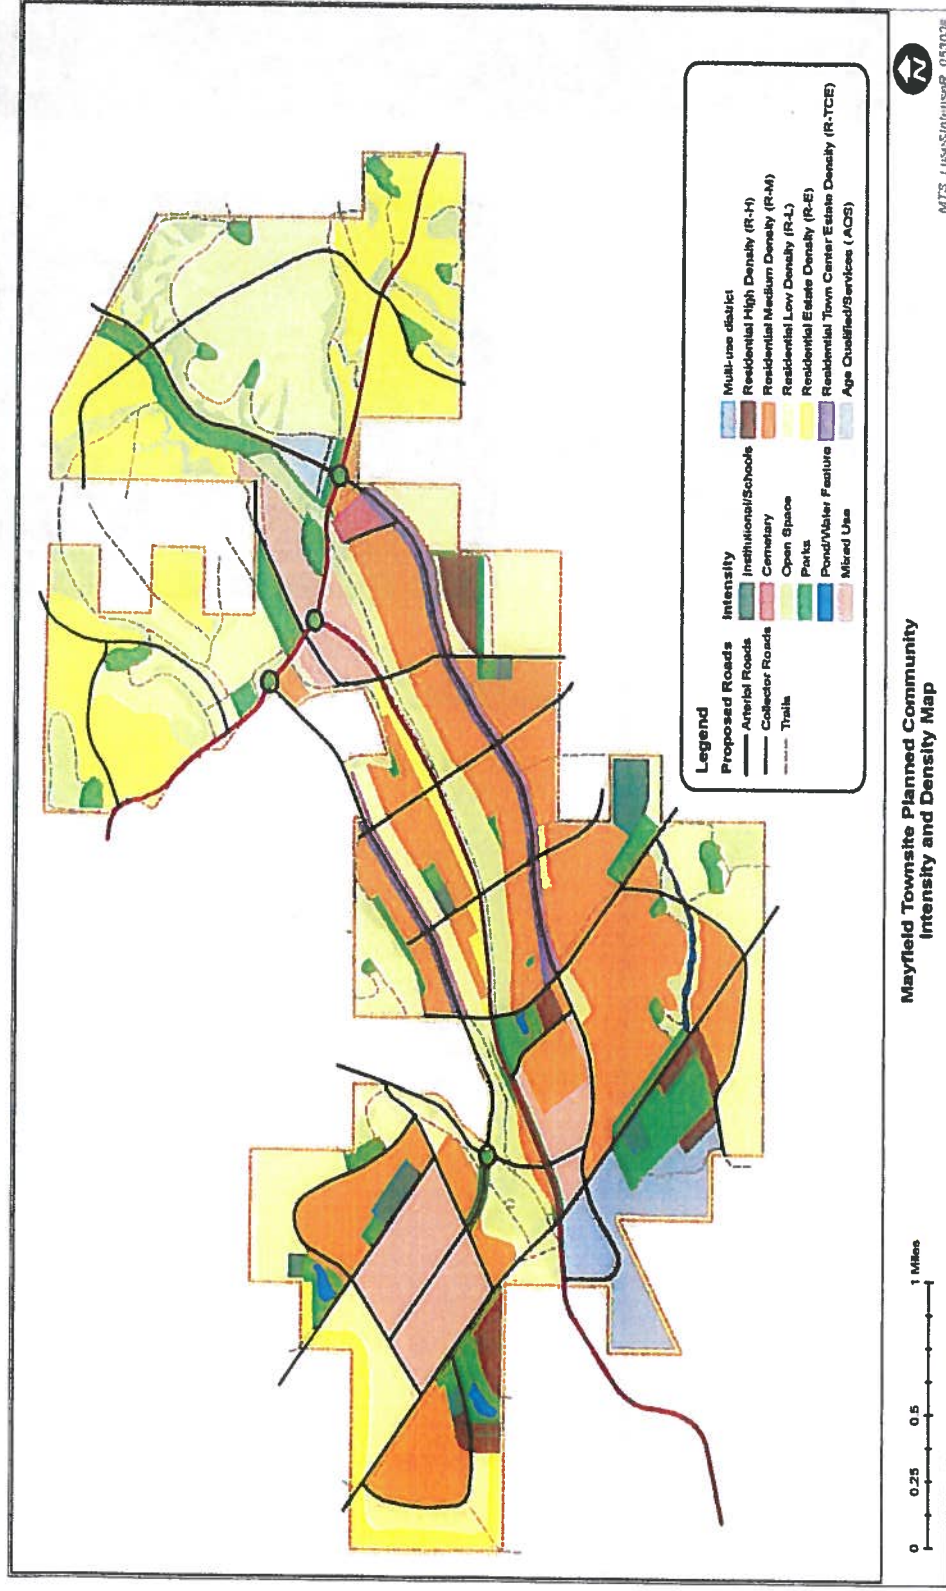 Legend
Proposed Roads
Arterial Roads
Collector Roads
Trails
Intensity
Institutional/Schools
Cemetary
Open Space
Parks
Pond/Water Feature
Mixed Use
Multi-use district
Residential High Density (R-H)
Residential Medium Density (R-M)
Residential Low Density (R-L)
Residential Estate Density (R-E)
Residential Town Center Estate Density (R-TCE)
Age Qualified/Services (AQS)
0 0.25 0.5 1 Miles
Mayfield Townsite Planned Community
Intensity and Density Map
N